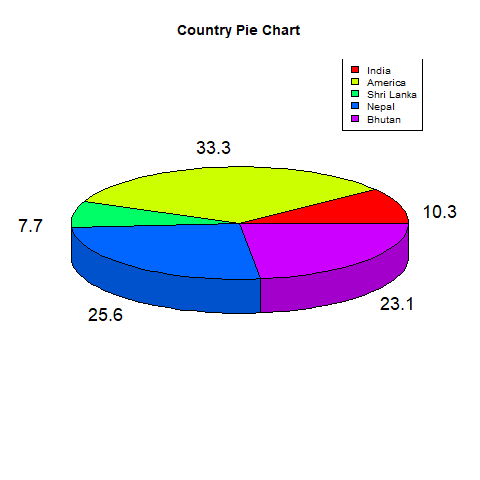 Country Pie Chart
India
America
Shri Lanka
Nepal
Bhutan
33.3
10.3
7.7
23.1
25.6